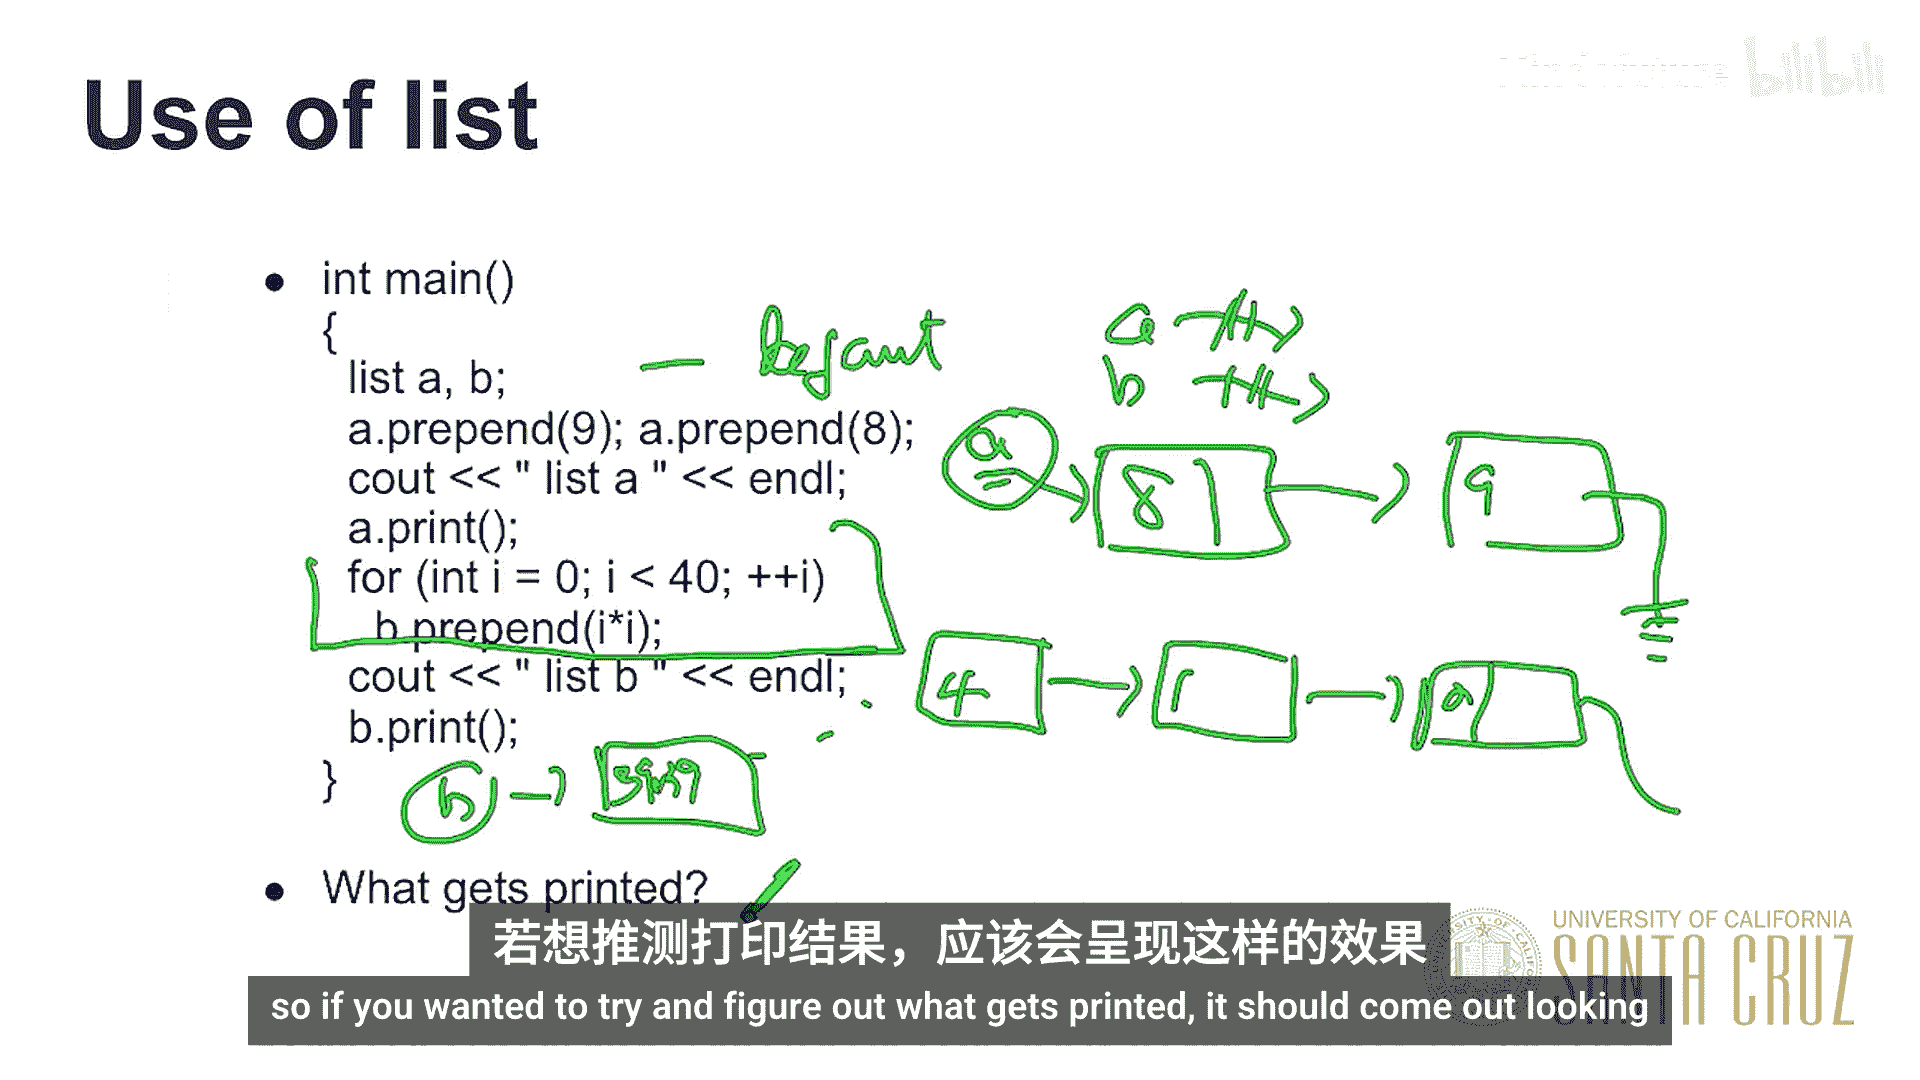 bilibili
Use of list
● int main()
{
list a, b;
a.prepend(9); a.prepend(8);
cout << " list a " << endl;
a.print();
for (int i = 0; i < 40; ++i)
b.prepend(i*i);
cout << " list b " << endl;
b.print();
}
a
b
a
8
9
4
1
b
● What gets printed?
若想推测打印结果，应该会呈现这样的效果
so if you wanted to try and figure out what gets printed, it should come out looking
UNIVERSITY OF CALIFORNIA
SANTA CRUZ